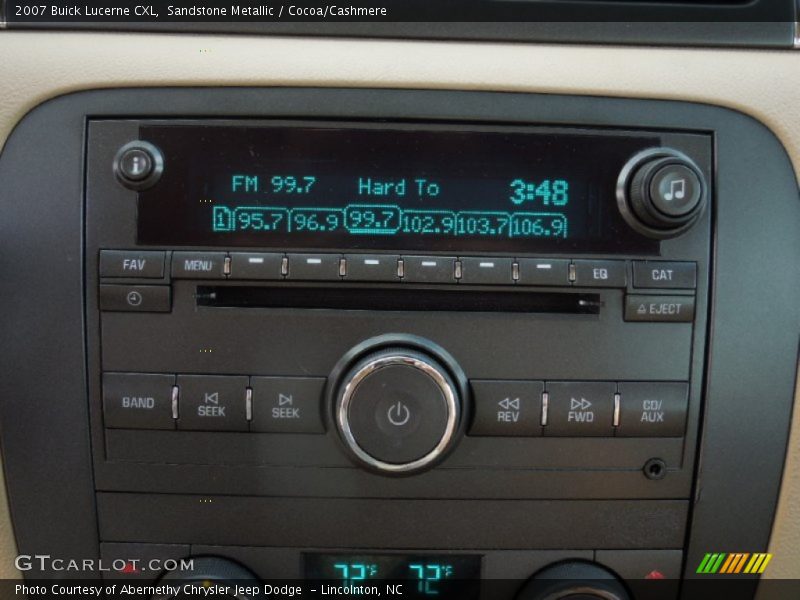 2007 Buick Lucerne CXL, Sandstone Metallic / Cocoa/Cashmere
i
FM 99.7 Hard To 3:48
1 95.7 96.9 99.7 102.9 103.7 106.9
FAV MENU EQ CAT
EJECT
BAND SEEK SEEK REV FWD CD/AUX
72°F 72°F
GTCARLOT.COM
Photo Courtesy of Abernethy Chrysler Jeep Dodge - Lincolnton, NC